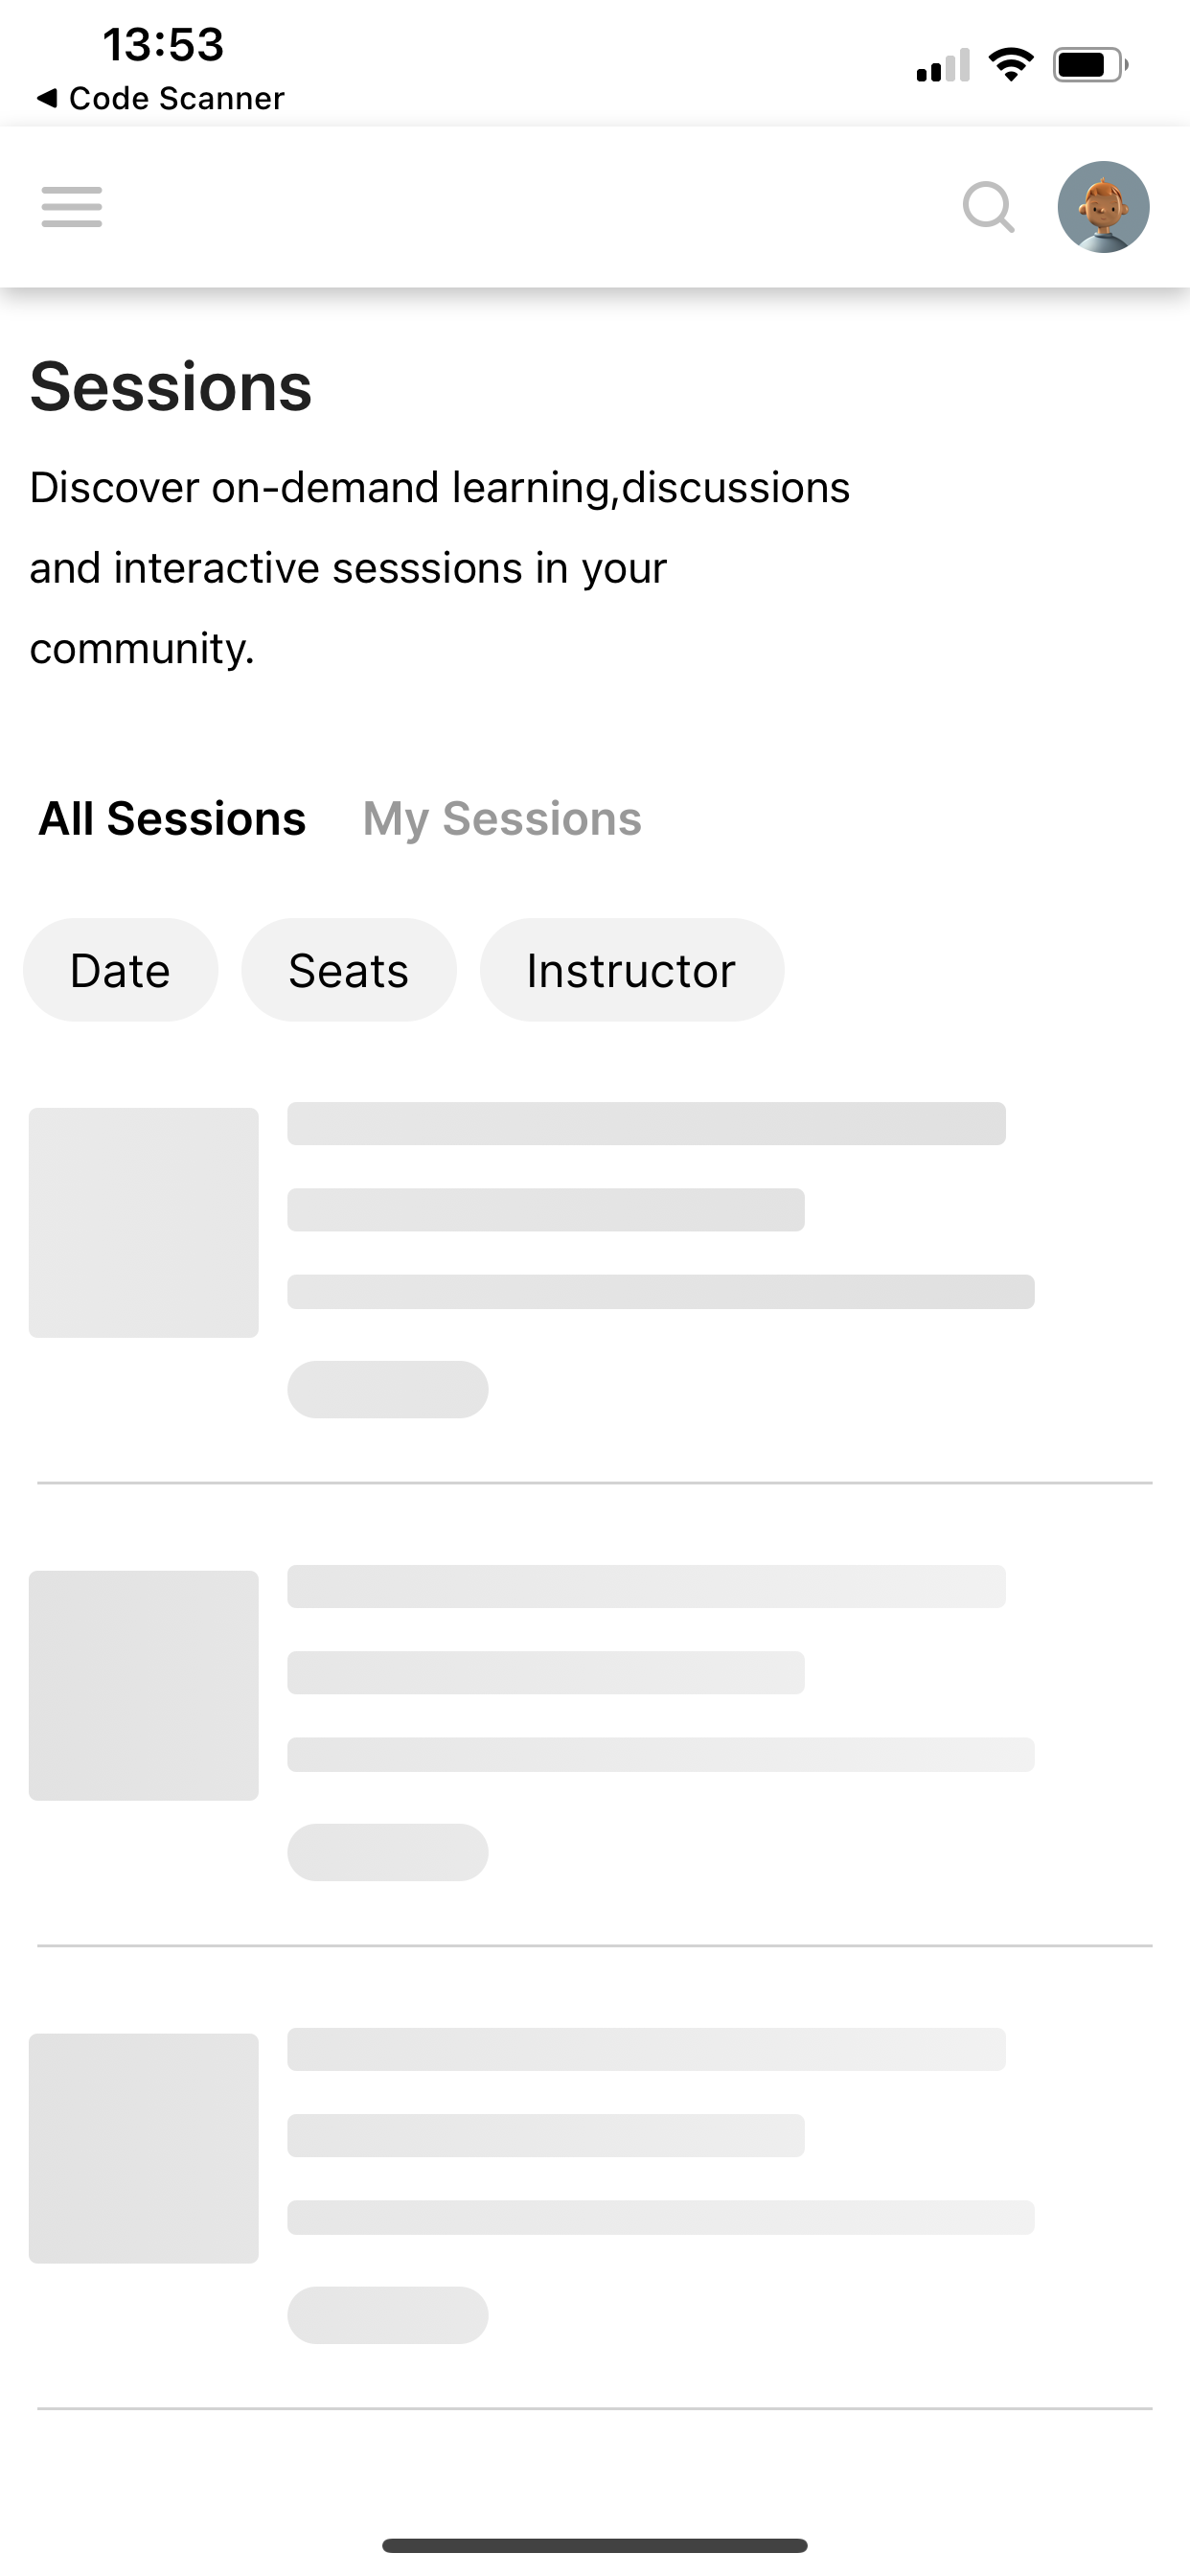 13:53
◀ Code Scanner
Sessions
Discover on-demand learning,discussions
and interactive sesssions in your
community.
All Sessions My Sessions
Date Seats Instructor